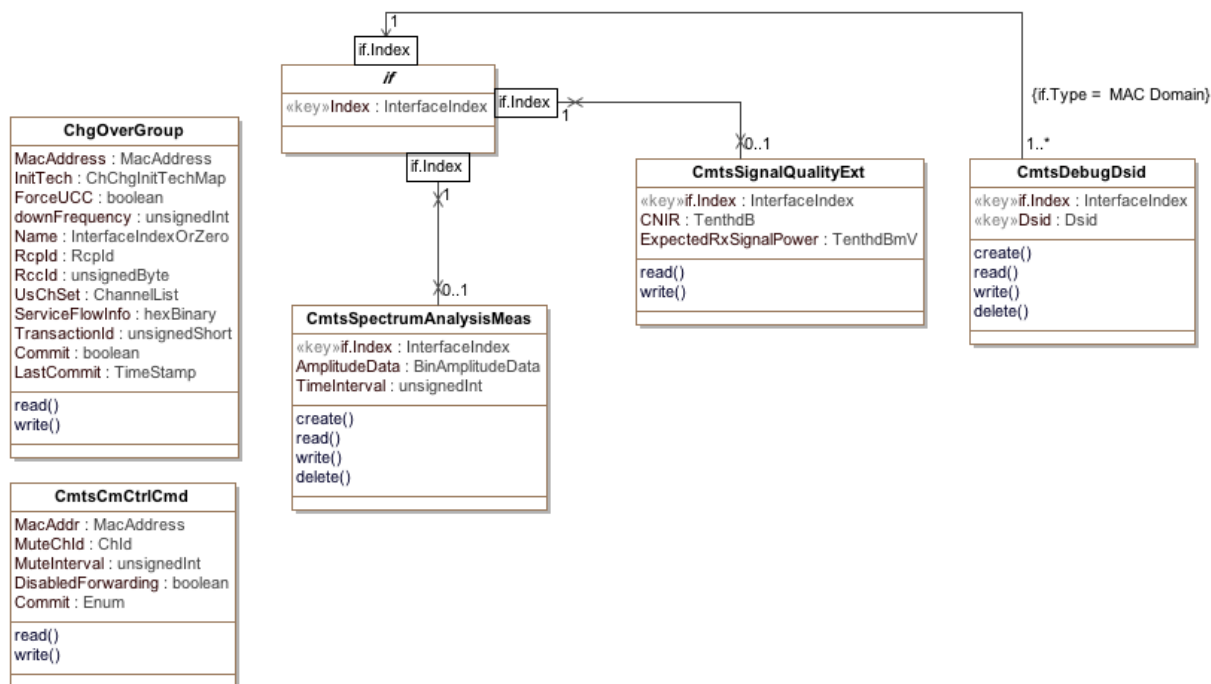 1
if.Index
if
«key»Index : InterfaceIndex
if.Index
1
0..1
if.Index
1
0..1
{if.Type =  MAC Domain}
1..*
ChgOverGroup
MacAddress : MacAddress
InitTech : ChChgInitTechMap
ForceUCC : boolean
downFrequency : unsignedInt
Name : InterfaceIndexOrZero
RcpId : RcpId
RccId : unsignedByte
UsChSet : ChannelList
ServiceFlowInfo : hexBinary
TransactionId : unsignedShort
Commit : boolean
LastCommit : TimeStamp
read()
write()
CmtsSignalQualityExt
«key»if.Index : InterfaceIndex
CNIR : TenthdB
ExpectedRxSignalPower : TenthdBmV
read()
write()
CmtsDebugDsid
«key»if.Index : InterfaceIndex
«key»Dsid : Dsid
create()
read()
write()
delete()
CmtsSpectrumAnalysisMeas
«key»if.Index : InterfaceIndex
AmplitudeData : BinAmplitudeData
TimeInterval : unsignedInt
create()
read()
write()
delete()
CmtsCmCtrlCmd
MacAddr : MacAddress
MuteChId : ChId
MuteInterval : unsignedInt
DisabledForwarding : boolean
Commit : Enum
read()
write()